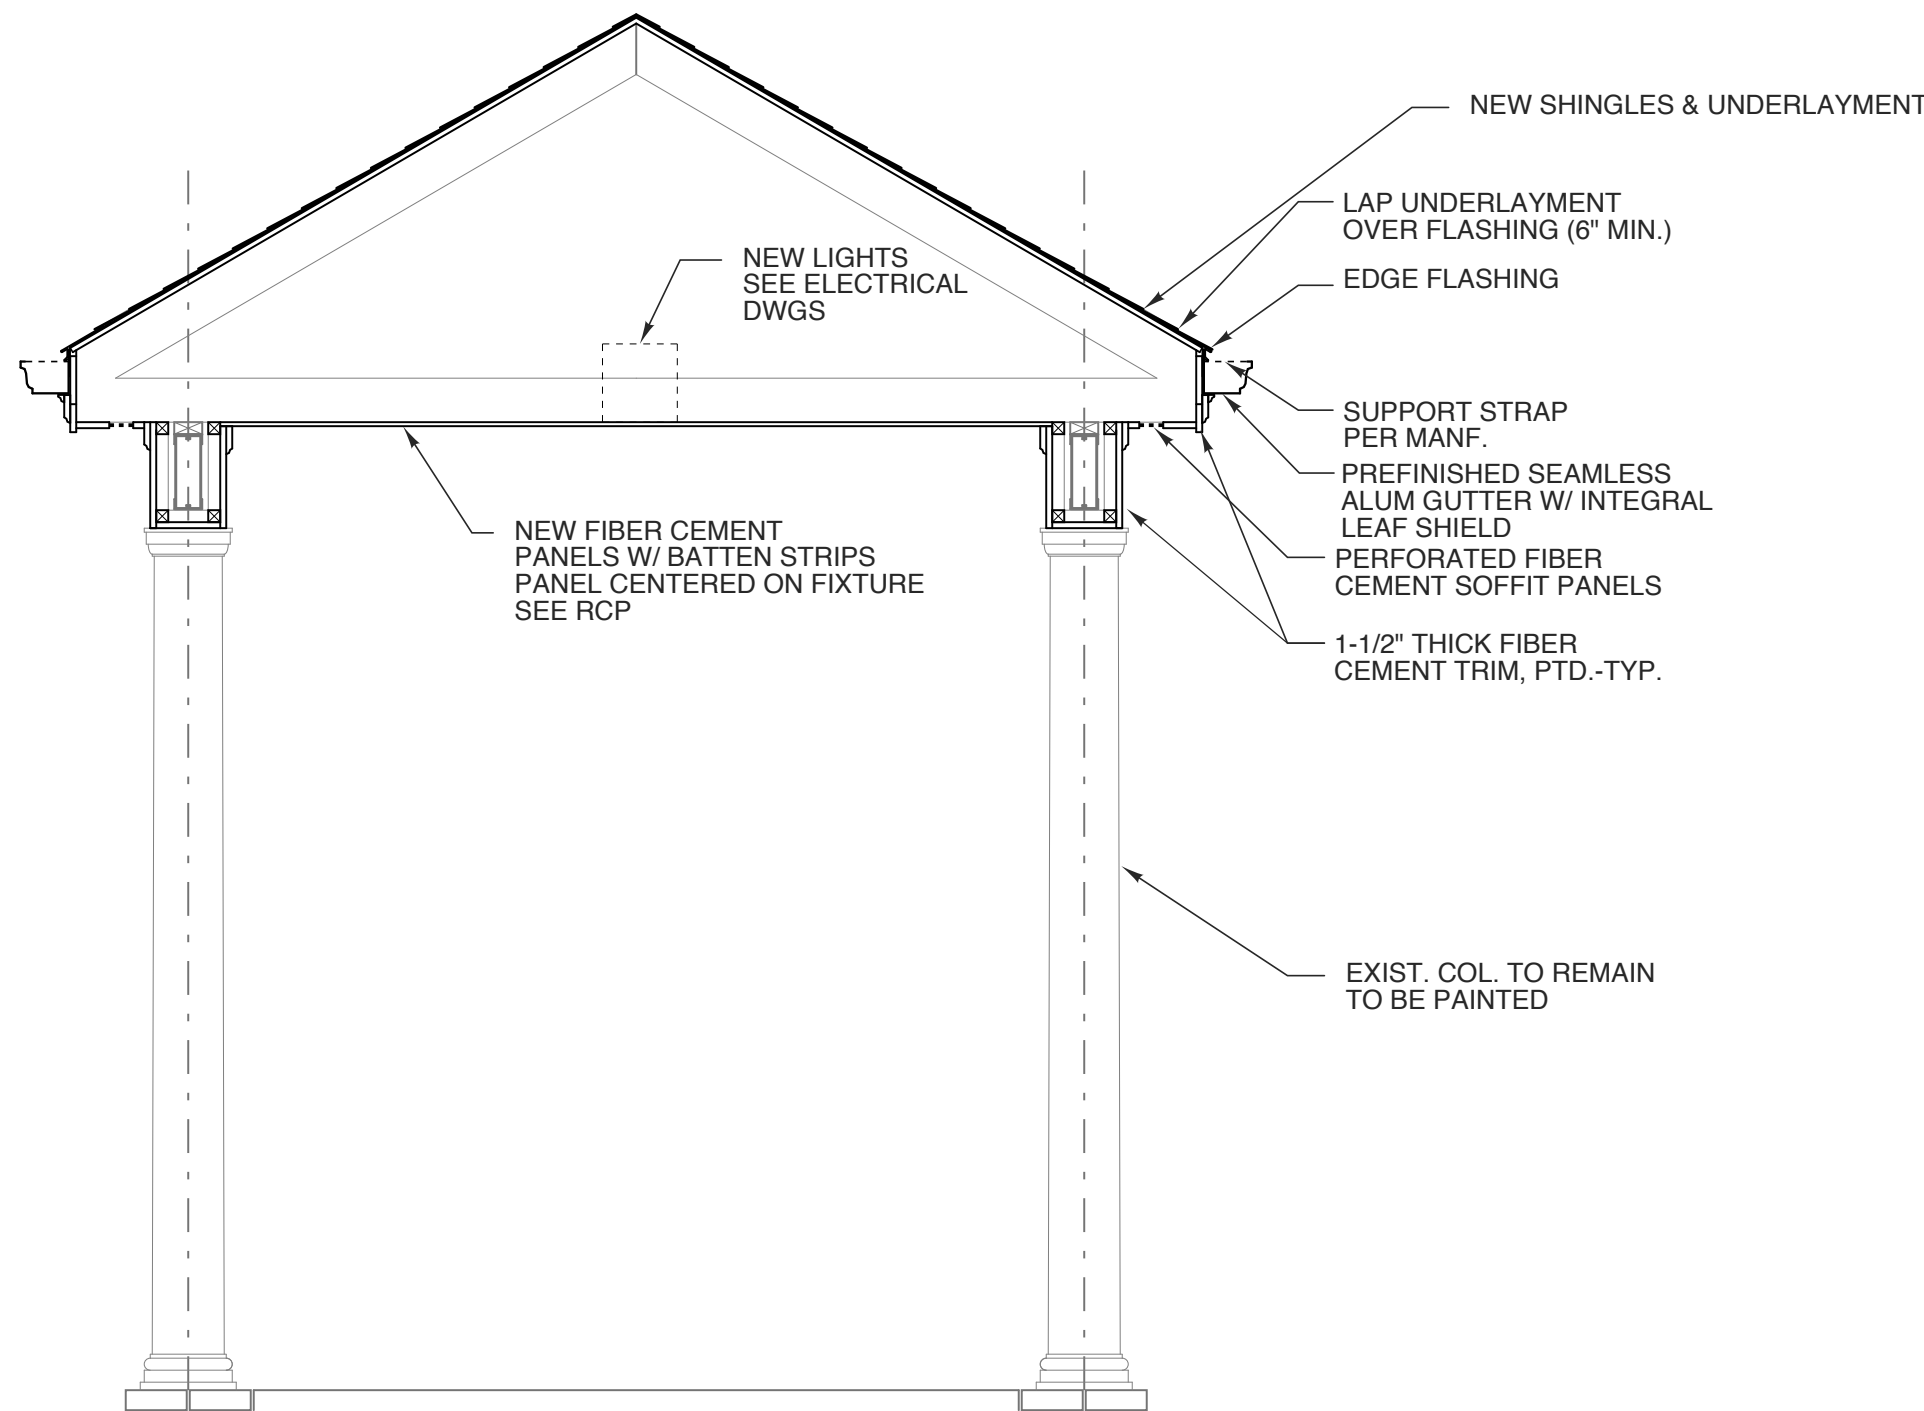 NEW SHINGLES & UNDERLAYMENT
LAP UNDERLAYMENT
OVER FLASHING (6" MIN.)
EDGE FLASHING
NEW LIGHTS
SEE ELECTRICAL
DWGS
SUPPORT STRAP
PER MANF.
PREFINISHED SEAMLESS
ALUM GUTTER W/ INTEGRAL
LEAF SHIELD
NEW FIBER CEMENT
PANELS W/ BATTEN STRIPS
PANEL CENTERED ON FIXTURE
SEE RCP
PERFORATED FIBER
CEMENT SOFFIT PANELS
1-1/2" THICK FIBER
CEMENT TRIM, PTD.-TYP.
EXIST. COL. TO REMAIN
TO BE PAINTED